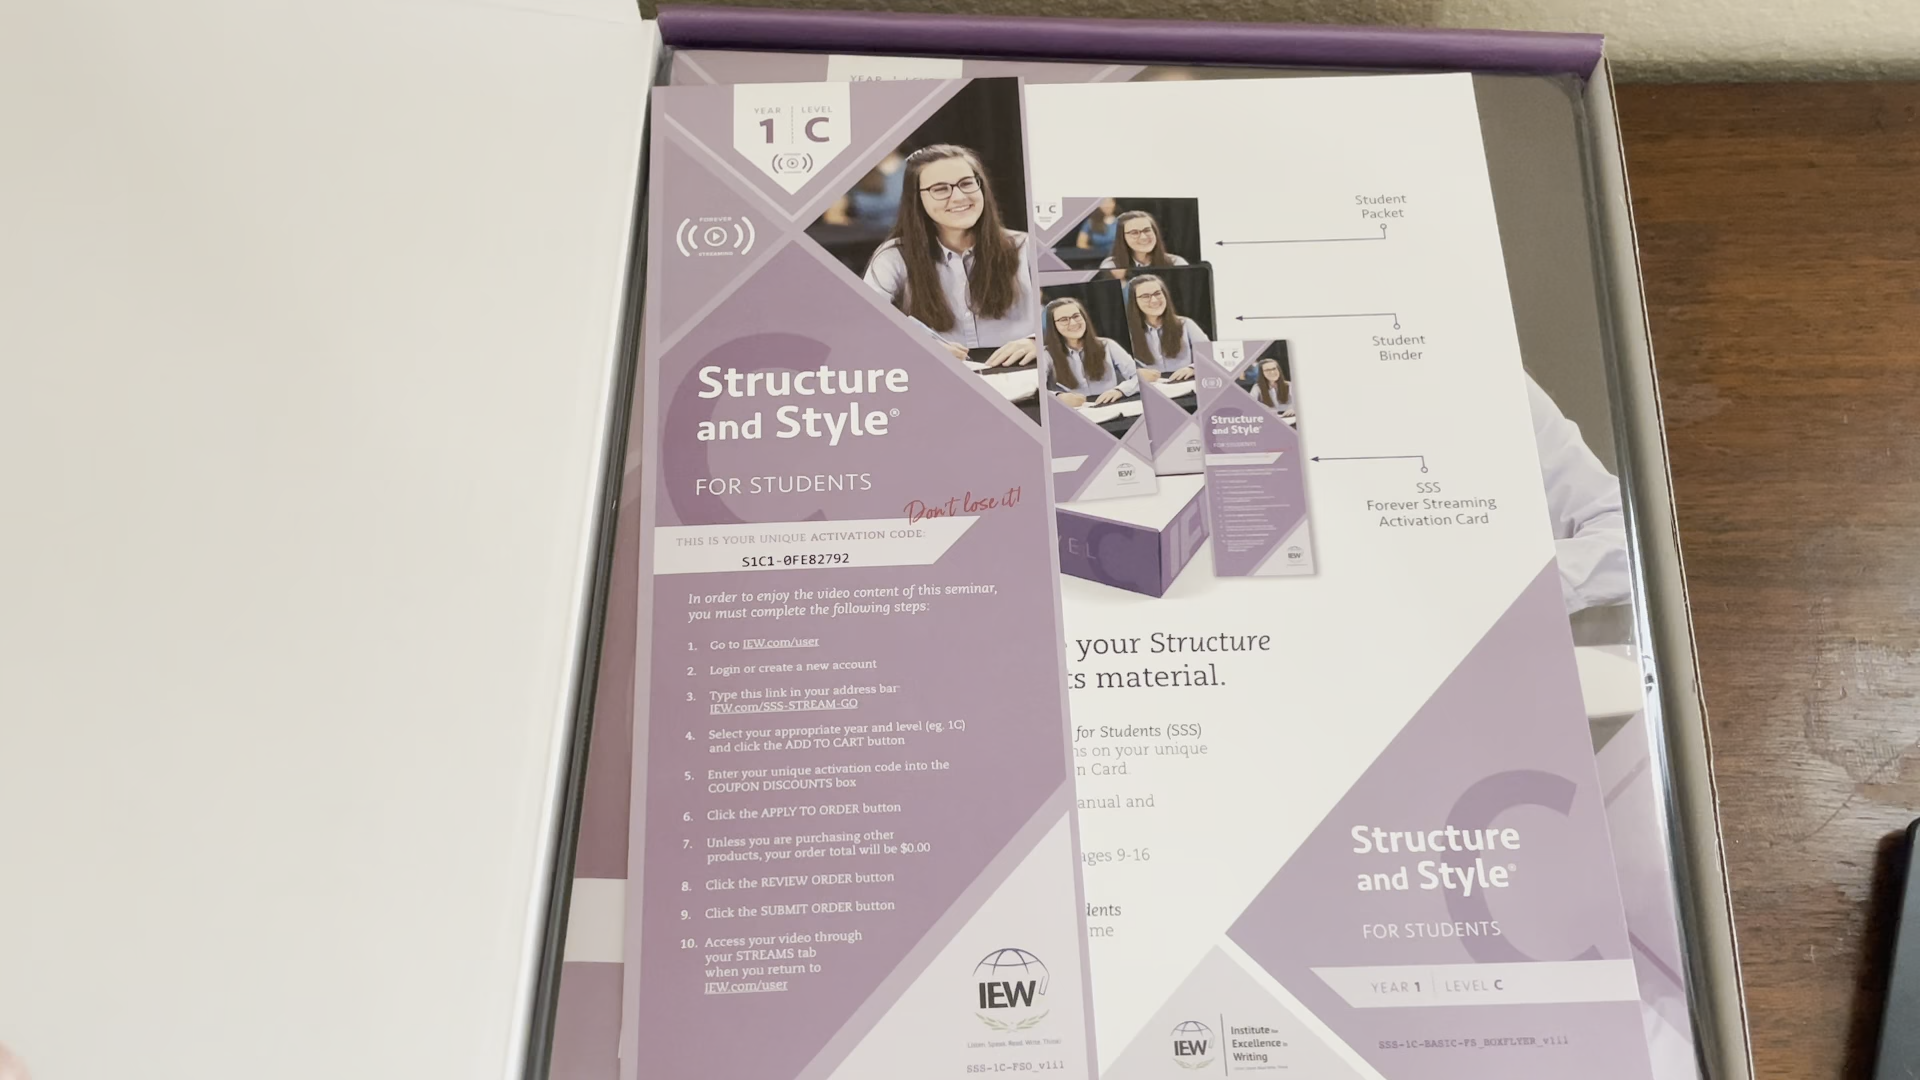 YEAR LEVEL
1 C
FOREVER
STREAMING
Structure
and Style®
FOR STUDENTS
Don't lose it!
THIS IS YOUR UNIQUE ACTIVATION CODE:
S1C1-0FE82792
In order to enjoy the video content of this seminar,
you must complete the following steps:
1. Go to IEW.com/user
2. Login or create a new account
3. Type this link in your address bar:
IEW.com/SSS-STREAM-GO
4. Select your appropriate year and level (eg. 1C)
and click the ADD TO CART button
5. Enter your unique activation code into the
COUPON DISCOUNTS box
6. Click the APPLY TO ORDER button
7. Unless you are purchasing other
products, your order total will be $0.00
8. Click the REVIEW ORDER button
9. Click the SUBMIT ORDER button
10. Access your video through
your STREAMS tab
when you return to
IEW.com/user
IEW
Listen. Speak. Read. Write. Think!
SSS-1C-FSO_v1i1
1 C
Student
Packet
Student
Binder
SSS
Forever Streaming
Activation Card
1 C
Structure
and Style
FOR STUDENTS
IEW
IEW
IEW
your Structure
ts material.
for Students (SSS)
ns on your unique
n Card.
anual and
ages 9-16
dents
me
Structure
and Style®
FOR STUDENTS
YEAR 1 LEVEL C
SSS-1C-BASIC-FS_BOXFLYER_v1i1
IEW
Institute for
Excellence in
Writing